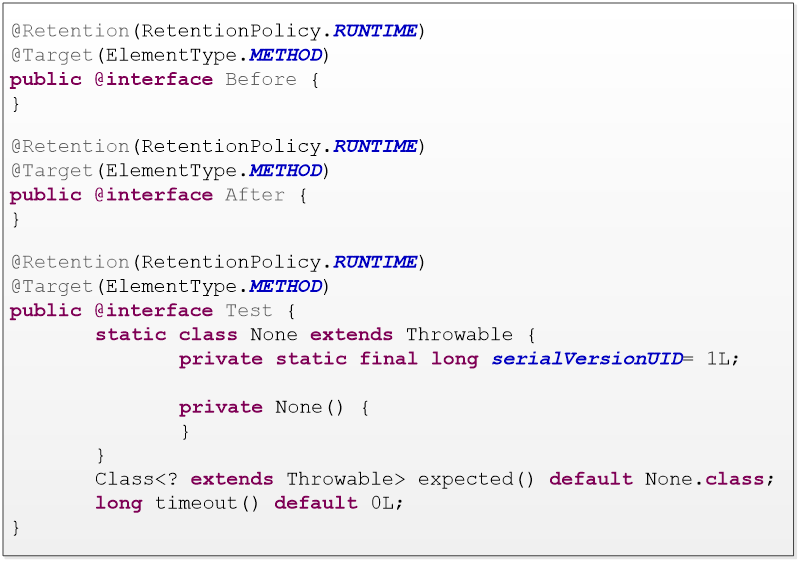 @Retention(RetentionPolicy.RUNTIME)
@Target(ElementType.METHOD)
public @interface Before {
}
@Retention(RetentionPolicy.RUNTIME)
@Target(ElementType.METHOD)
public @interface After {
}
@Retention(RetentionPolicy.RUNTIME)
@Target(ElementType.METHOD)
public @interface Test {
static class None extends Throwable {
private static final long serialVersionUID= 1L;
private None() {
}
}
Class<? extends Throwable> expected() default None.class;
long timeout() default 0L;
}